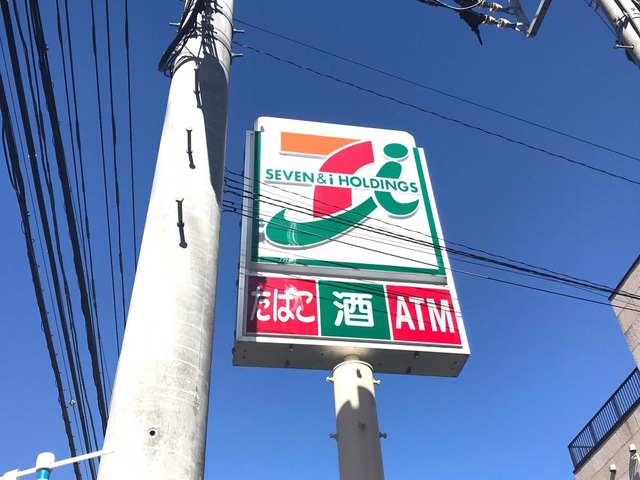 SEVEN&i HOLDINGS
たばこ 酒 ATM